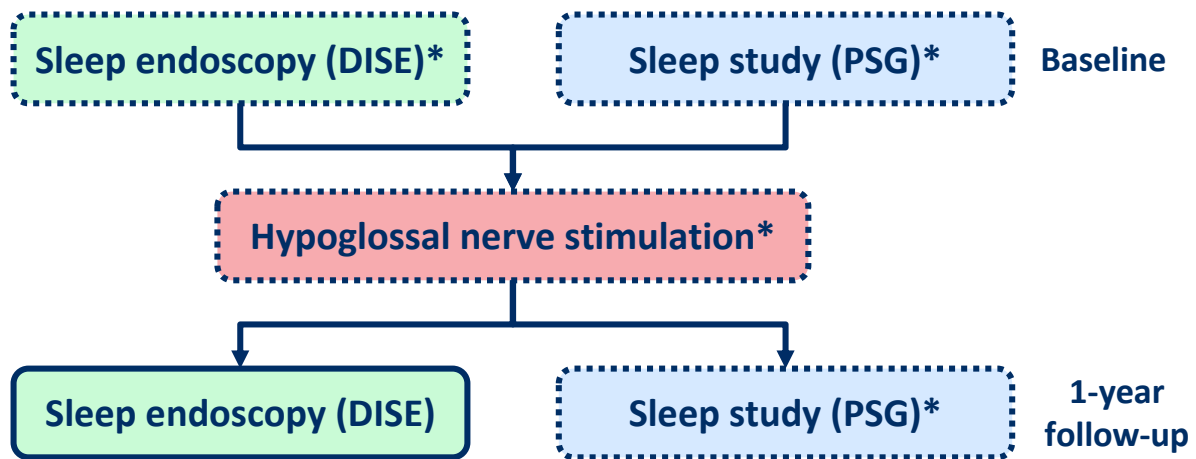 Sleep endoscopy (DISE)*
Sleep study (PSG)*
Baseline
Hypoglossal nerve stimulation*
Sleep endoscopy (DISE)
Sleep study (PSG)*
1-year
follow-up